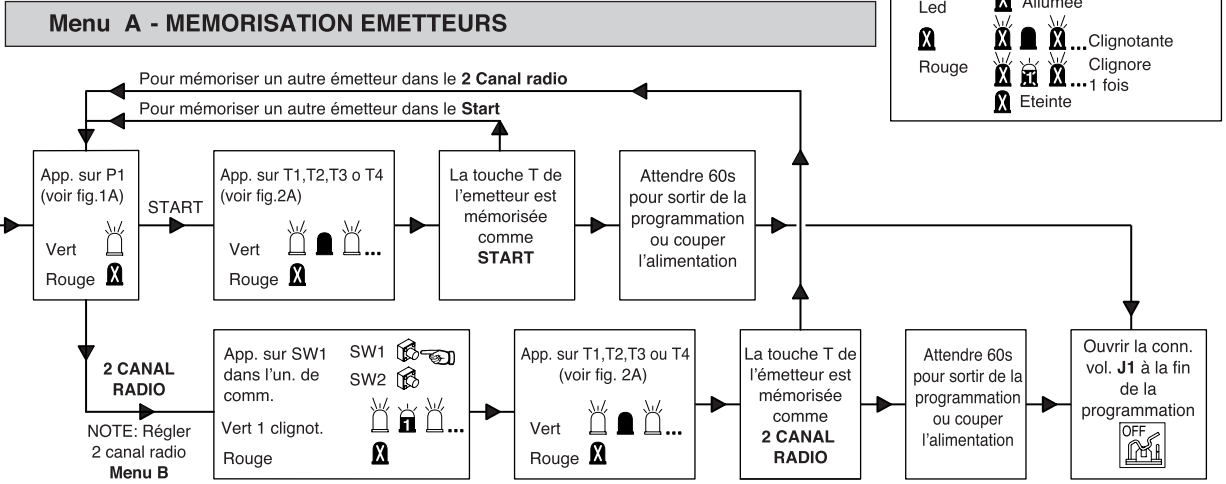 Menu A - MEMORISATION EMETTEURS
Led
Allumée
Clignotante
Rouge
Clignore
1 fois
Eteinte
Pour mémoriser un autre émetteur dans le 2 Canal radio
Pour mémoriser un autre émetteur dans le Start
App. sur P1
(voir fig.1A)
Vert
Rouge
START
App. sur T1,T2,T3 o T4
(voir fig.2A)
Vert
...
Rouge
La touche T de
l'emetteur est
mémorisée
comme
START
Attendre 60s
pour sortir de la
programmation
ou couper
l'alimentation
2 CANAL
RADIO
NOTE: Régler
2 canal radio
Menu B
App. sur SW1
dans l'un. de
comm.
SW1
SW2
Vert 1 clignot.
1
...
Rouge
App. sur T1,T2,T3 ou T4
(voir fig. 2A)
Vert
...
Rouge
La touche T de
l'émetteur est
mémorisée
comme
2 CANAL
RADIO
Attendre 60s
pour sortir de la
programmation
ou couper
l'alimentation
Ouvrir la conn.
vol. J1 à la fin
de la
programmation
OFF